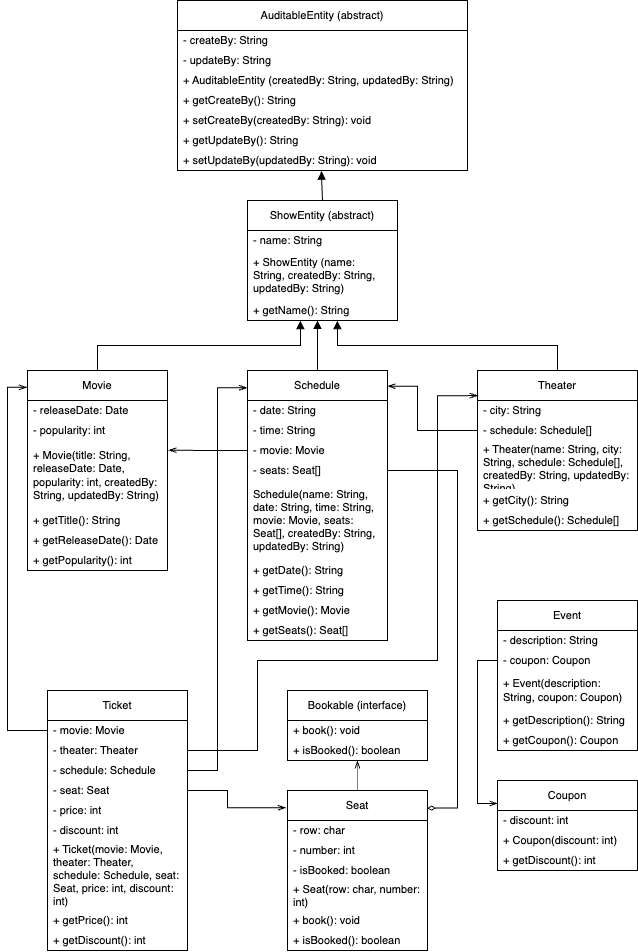 AuditableEntity (abstract)
- createBy: String
- updateBy: String
+ AuditableEntity (createdBy: String, updatedBy: String)
+ getCreateBy(): String
+ setCreateBy(createdBy: String): void
+ getUpdateBy(): String
+ setUpdateBy(updatedBy: String): void
ShowEntity (abstract)
- name: String
+ ShowEntity (name:
String, createdBy: String,
updatedBy: String)
+ getName(): String
Movie
- releaseDate: Date
- popularity: int
+ Movie(title: String,
releaseDate: Date,
popularity: int, createdBy:
String, updatedBy: String)
+ getTitle(): String
+ getReleaseDate(): Date
+ getPopularity(): int
Schedule
- date: String
- time: String
- movie: Movie
- seats: Seat[]
Schedule(name: String,
date: String, time: String,
movie: Movie, seats:
Seat[], createdBy: String,
updatedBy: String)
+ getDate(): String
+ getTime(): String
+ getMovie(): Movie
+ getSeats(): Seat[]
Theater
- city: String
- schedule: Schedule[]
+ Theater(name: String, city:
String, schedule: Schedule[],
createdBy: String, updatedBy:
String)
+ getCity(): String
+ getSchedule(): Schedule[]
Event
- description: String
- coupon: Coupon
+ Event(description:
String, coupon: Coupon)
+ getDescription(): String
+ getCoupon(): Coupon
Ticket
- movie: Movie
- theater: Theater
- schedule: Schedule
- seat: Seat
- price: int
- discount: int
+ Ticket(movie: Movie,
theater: Theater,
schedule: Schedule, seat:
Seat, price: int, discount:
int)
+ getPrice(): int
+ getDiscount(): int
Bookable (interface)
+ book(): void
+ isBooked(): boolean
Seat
- row: char
- number: int
- isBooked: boolean
+ Seat(row: char, number:
int)
+ book(): void
+ isBooked(): boolean
Coupon
- discount: int
+ Coupon(discount: int)
+ getDiscount(): int